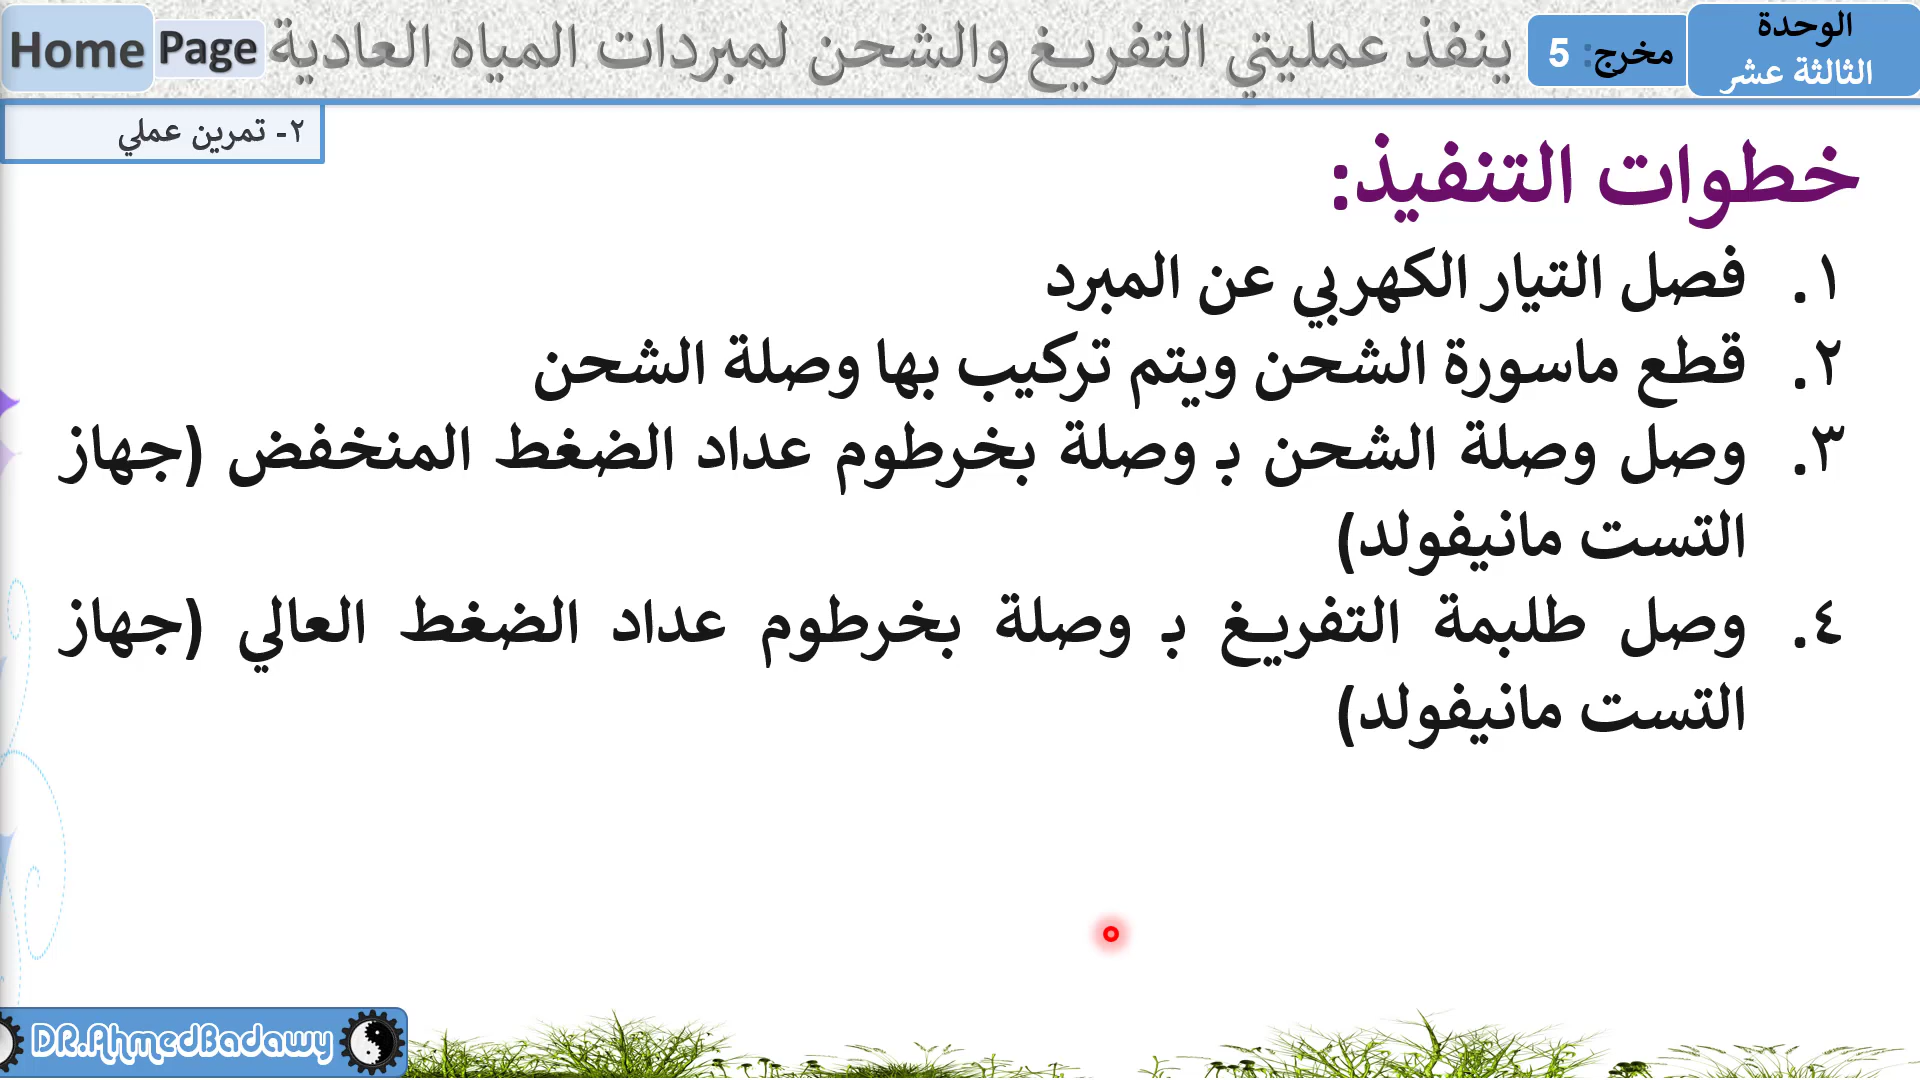 الوحدة
الثالثة عشر
مخرج: 5
ينفذ عمليتي التفريغ والشحن لمبردات المياه العادية
Home Page
٢- تمرين عملي
خطوات التنفيذ:
١. فصل التيار الكهربي عن المبرد
٢. قطع ماسورة الشحن ويتم تركيب بها وصلة الشحن
٣. وصل وصلة الشحن بـ وصلة بخرطوم عداد الضغط المنخفض (جهاز
التست مانيفولد)
٤. وصل طلبمة التفريغ بـ وصلة بخرطوم عداد الضغط العالي (جهاز
التست مانيفولد)
DR.AhmedBadawy